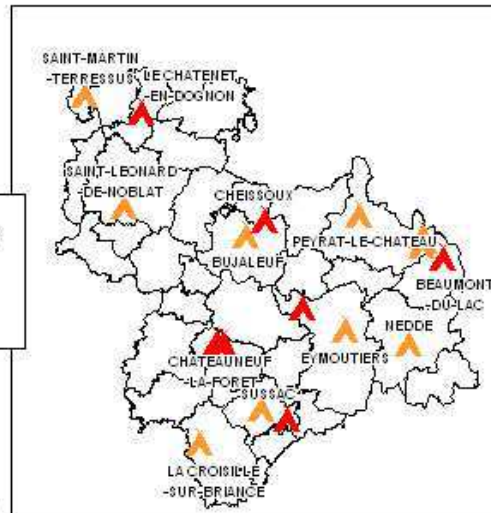 SAINT-MARTIN
-TERRESSUS
LE CHATENET
-EN-DOGNON
SAINT-LEONARD
-DE-NOBLAT
CHEISSOUX
BUJALEUF
PEYRAT-LE-CHATEAU
BEAUMONT
-DU-LAC
NEDDE
EYMOUTIERS
CHATEAUNEUF
-LA-FORET
SUSSAC
LA CROISILLE
-SUR-BRIANCE